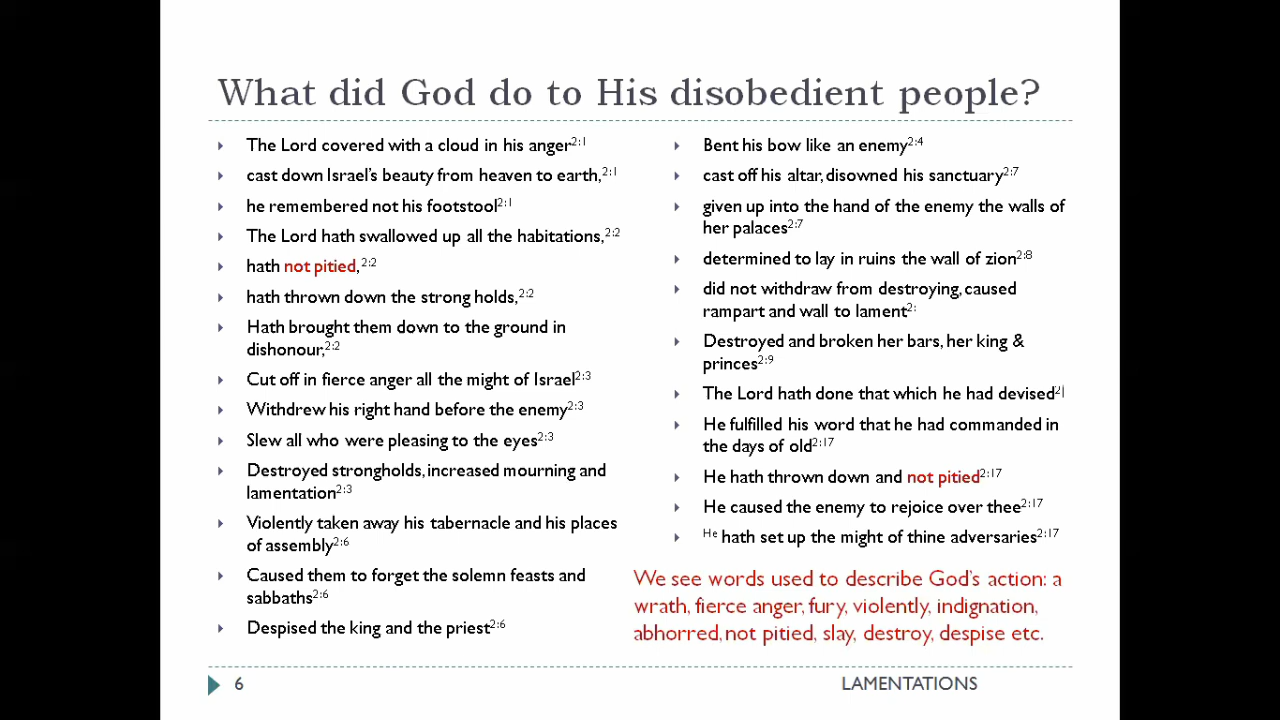 What did God do to His disobedient people?
The Lord covered with a cloud in his anger2:1
cast down Israel's beauty from heaven to earth,2:1
he remembered not his footstool2:1
The Lord hath swallowed up all the habitations,2:2
hath not pitied,2:2
hath thrown down the strong holds,2:2
Hath brought them down to the ground in
dishonour,2:2
Cut off in fierce anger all the might of Israel2:3
Withdrew his right hand before the enemy2:3
Slew all who were pleasing to the eyes2:3
Destroyed strongholds, increased mourning and
lamentation2:3
Violently taken away his tabernacle and his places
of assembly2:6
Caused them to forget the solemn feasts and
sabbaths2:6
Despised the king and the priest2:6
Bent his bow like an enemy2:4
cast off his altar, disowned his sanctuary2:7
given up into the hand of the enemy the walls of
her palaces2:7
determined to lay in ruins the wall of zion2:8
did not withdraw from destroying, caused
rampart and wall to lament2:
Destroyed and broken her bars, her king &
princes2:9
The Lord hath done that which he had devised
He fulfilled his word that he had commanded in
the days of old2:17
He hath thrown down and not pitied2:17
He caused the enemy to rejoice over thee2:17
He hath set up the might of thine adversaries2:17
We see words used to describe God's action: a
wrath, fierce anger, fury, violently, indignation,
abhorred, not pitied, slay, destroy, despise etc.
6
LAMENTATIONS